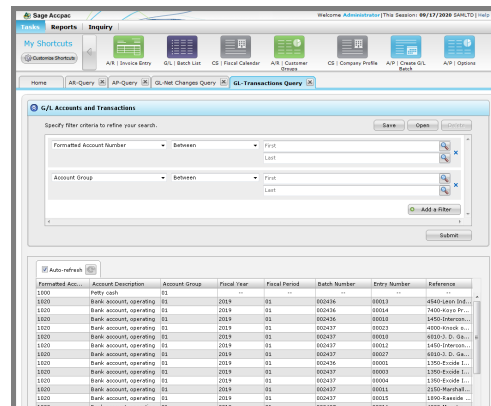 Sage Accpac
Welcome Administrator | This Session: 09/17/2020 SAMLTD | Help
Tasks Reports Inquiry
My Shortcuts
Customize Shortcuts
A/R | Invoice Entry
G/L | Batch List
CS | Fiscal Calendar
A/R | Customer Groups
CS | Company Profile
A/P | Create G/L Batch
A/P | Options
Home AR-Query AP-Query GL-Net Changes Query GL-Transactions Query
G/L Accounts and Transactions
Specify filter criteria to refine your search.
Save Open
Formatted Account Number Between First
Last
Account Group Between First
Last
Add a Filter
Submit
Auto-refresh
Formatted Acc... Account Description Account Group Fiscal Year Fiscal Period Batch Number Entry Number Reference
1000 Petty cash 01 -- -- -- -- --
1020 Bank account, operating 01 2019 01 002436 00013 4540-Leon Ind...
1020 Bank account, operating 01 2019 01 002436 00014 7400-Koyo Pr...
1020 Bank account, operating 01 2019 01 002436 00018 1450-Intercon...
1020 Bank account, operating 01 2019 01 002437 00023 4000-Knock o...
1020 Bank account, operating 01 2019 01 002437 00010 6010-J. D. Ga...
1020 Bank account, operating 01 2019 01 002437 00012 1450-Intercon...
1020 Bank account, operating 01 2019 01 002437 00027 6010-J. D. Ga...
1020 Bank account, operating 01 2019 01 002436 00001 1350-Excide I...
1020 Bank account, operating 01 2019 01 002437 00003 1350-Excide I...
1020 Bank account, operating 01 2019 01 002437 00004 1350-Excide I...
1020 Bank account, operating 01 2019 01 002437 00011 2150-Marshall...
1020 Bank account, operating 01 2019 01 002437 00015 1890-Raeside ...